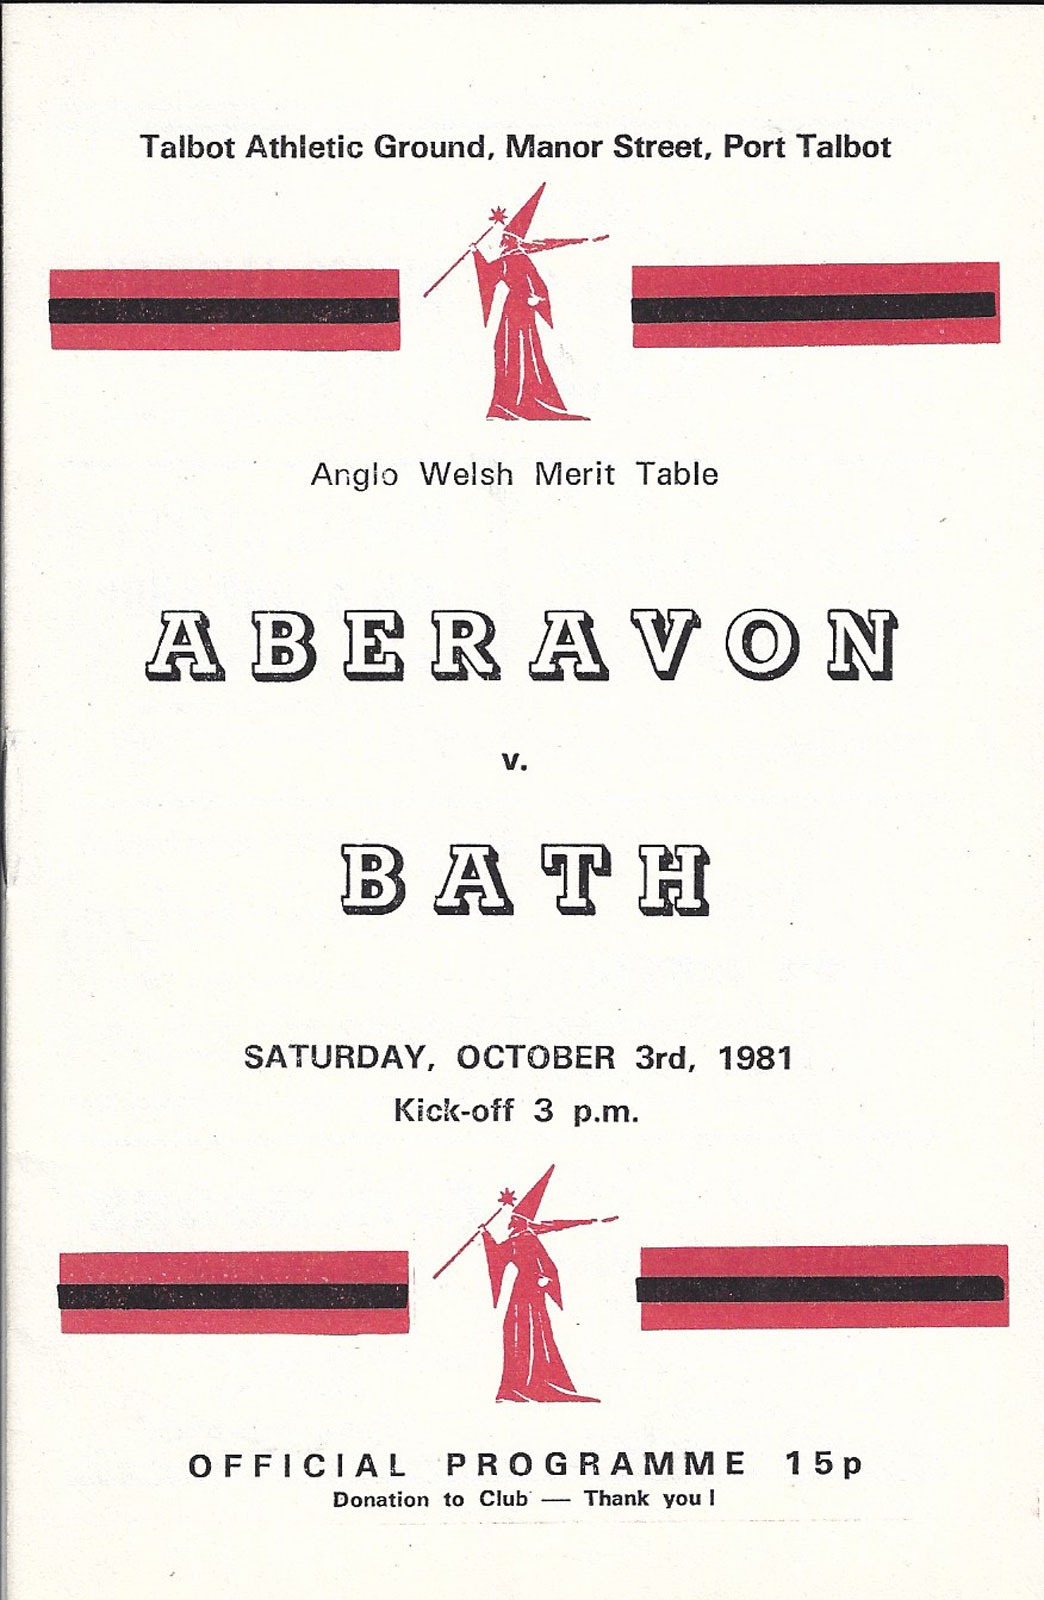 Talbot Athletic Ground, Manor Street, Port Talbot
Anglo Welsh Merit Table
ABERAVON
v.
BATH
SATURDAY, OCTOBER 3rd, 1981
Kick-off 3 p.m.
OFFICIAL PROGRAMME 15p
Donation to Club — Thank you !